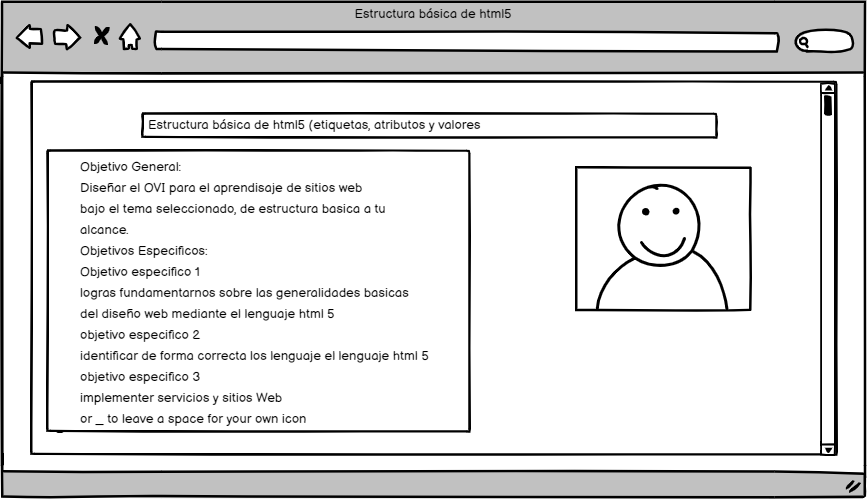 Estructura básica de html5
Estructura básica de html5 (etiquetas, atributos y valores
Objetivo General:
Diseñar el OVI para el aprendisaje de sitios web
bajo el tema seleccionado, de estructura basica a tu
alcance.
Objetivos Especificos:
Objetivo especifico 1
logras fundamentarnos sobre las generalidades basicas
del diseño web mediante el lenguaje html 5
objetivo especifico 2
identificar de forma correcta los lenguaje el lenguaje html 5
objetivo especifico 3
implementer servicios y sitios Web
or _ to leave a space for your own icon